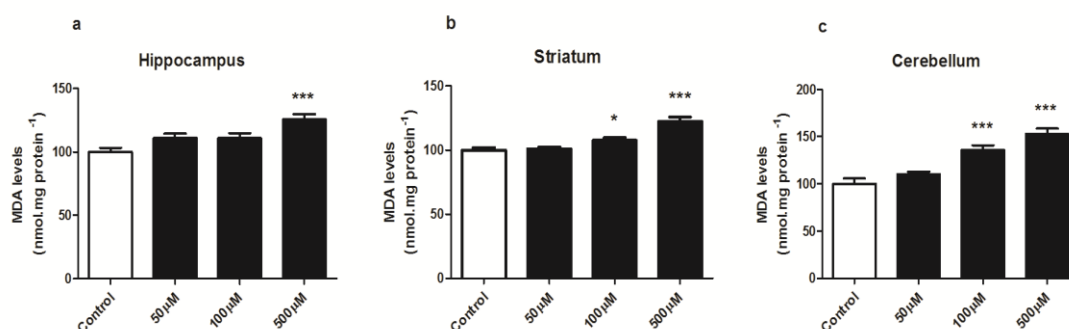 a
Hippocampus
MDA levels
(nmol.mg protein -1)
150
100
50
0
***
Control
50µM
100µM
500µM
b
Striatum
MDA levels
(nmol.mg protein -1)
150
100
50
0
*
***
Control
50µM
100µM
500µM
c
Cerebellum
MDA levels
(nmol.mg protein -1)
200
150
100
50
0
***
***
Control
50µM
100µM
500µM